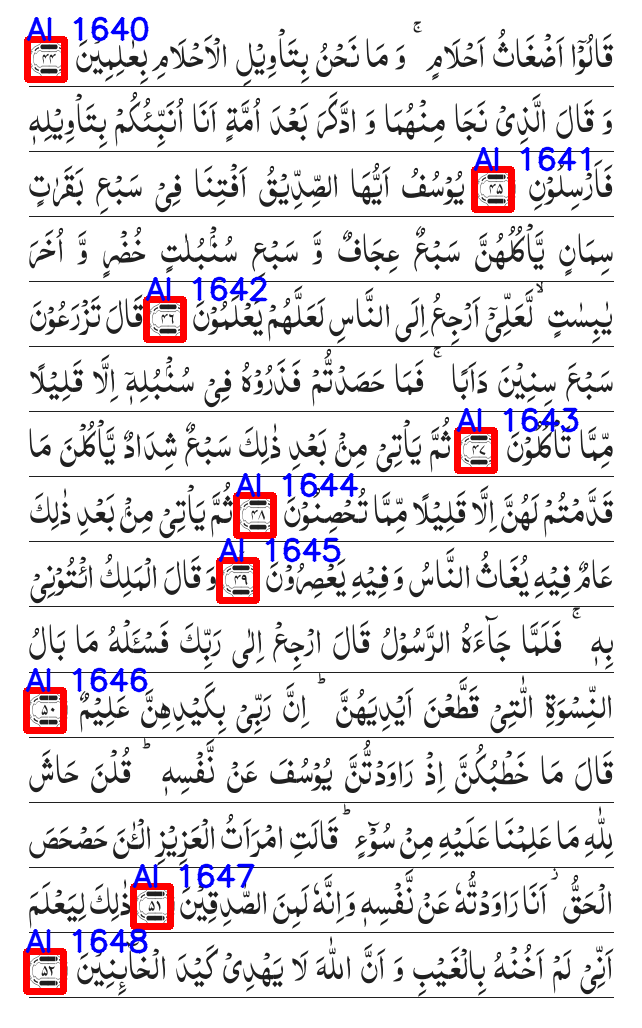 AI 1640
قَالُوْۤا اَضْغَاثُ اَحْلَامٍ ۚ وَ مَا نَحْنُ بِتَاْوِيْلِ الْاَحْلَامِ بِعٰلِمِيْنَ ۴۴
وَ قَالَ الَّذِىْ نَجَا مِنْهُمَا وَ ادَّكَرَ بَعْدَ اُمَّةٍ اَنَا اُنَبِّئُكُمْ بِتَاْوِيْلِهٖ
AI 1641
فَاَرْسِلُوْنِ ۴۵ يُوْسُفُ اَيُّهَا الصِّدِّيْقُ اَفْتِنَا فِىْ سَبْعِ بَقَرٰتٍ
سِمَانٍ يَّاْكُلُهُنَّ سَبْعٌ عِجَافٌ وَّ سَبْعِ سُنْۢبُلٰتٍ خُضْرٍ وَّ اُخَرَ
AI 1642
يٰبِسٰتٍ ۙ لَّعَلِّىْۤ اَرْجِعُ اِلَى النَّاسِ لَعَلَّهُمْ يَعْلَمُوْنَ ۴۶ قَالَ تَزْرَعُوْنَ
سَبْعَ سِنِيْنَ دَاَبًا ۚ فَمَا حَصَدْتُّمْ فَذَرُوْهُ فِىْ سُنْۢبُلِهٖۤ اِلَّا قَلِيْلًا
AI 1643
مِّمَّا تَاْكُلُوْنَ ۴۷ ثُمَّ يَاْتِىْ مِنْۢ بَعْدِ ذٰلِكَ سَبْعٌ شِدَادٌ يَّاْكُلْنَ مَا
AI 1644
قَدَّمْتُمْ لَهُنَّ اِلَّا قَلِيْلًا مِّمَّا تُحْصِنُوْنَ ۴۸ ثُمَّ يَاْتِىْ مِنْۢ بَعْدِ ذٰلِكَ
AI 1645
عَامٌ فِيْهِ يُغَاثُ النَّاسُ وَ فِيْهِ يَعْصِرُوْنَ ۴۹ وَ قَالَ الْمَلِكُ ائْتُوْنِىْ
بِهٖ ۚ فَلَمَّا جَآءَهُ الرَّسُوْلُ قَالَ ارْجِعْ اِلٰى رَبِّكَ فَسْـَٔلْهُ مَا بَالُ
AI 1646
النِّسْوَةِ الّٰتِىْ قَطَّعْنَ اَيْدِيَهُنَّ ؕ اِنَّ رَبِّىْ بِكَيْدِهِنَّ عَلِيْمٌ ۵۰
قَالَ مَا خَطْبُكُنَّ اِذْ رَاوَدْتُّنَّ يُوْسُفَ عَنْ نَّفْسِهٖ ؕ قُلْنَ حَاشَ
لِلّٰهِ مَا عَلِمْنَا عَلَيْهِ مِنْ سُوْٓءٍ ؕ قَالَتِ امْرَاَتُ الْعَزِيْزِ الْـٰٔنَ حَصْحَصَ
AI 1647
الْحَقُّ ۫ اَنَا رَاوَدْتُّهٗ عَنْ نَّفْسِهٖ وَ اِنَّهٗ لَمِنَ الصّٰدِقِيْنَ ۵۱ ذٰلِكَ لِيَعْلَمَ
AI 1648
اَنِّىْ لَمْ اَخُنْهُ بِالْغَيْبِ وَ اَنَّ اللّٰهَ لَا يَهْدِىْ كَيْدَ الْخَآئِنِيْنَ ۵۲